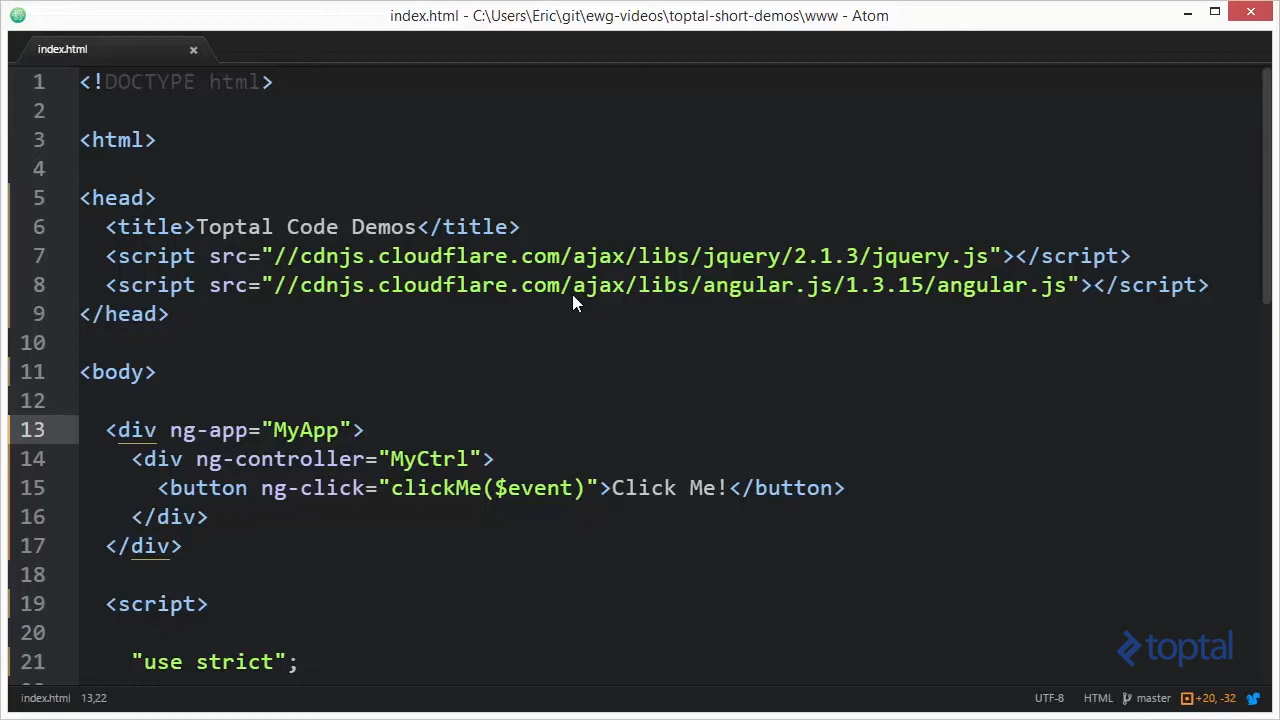 index.html - C:\Users\Eric\git\ewg-videos\toptal-short-demos\www - Atom
index.html
1 <!DOCTYPE html>
2
3 <html>
4
5 <head>
6 <title>Toptal Code Demos</title>
7 <script src="//cdnjs.cloudflare.com/ajax/libs/jquery/2.1.3/jquery.js"></script>
8 <script src="//cdnjs.cloudflare.com/ajax/libs/angular.js/1.3.15/angular.js"></script>
9 </head>
10
11 <body>
12
13 <div ng-app="MyApp">
14 <div ng-controller="MyCtrl">
15 <button ng-click="clickMe($event)">Click Me!</button>
16 </div>
17 </div>
18
19 <script>
20
21 "use strict";
toptal
index.html 13,22 UTF-8 HTML master +20, -32